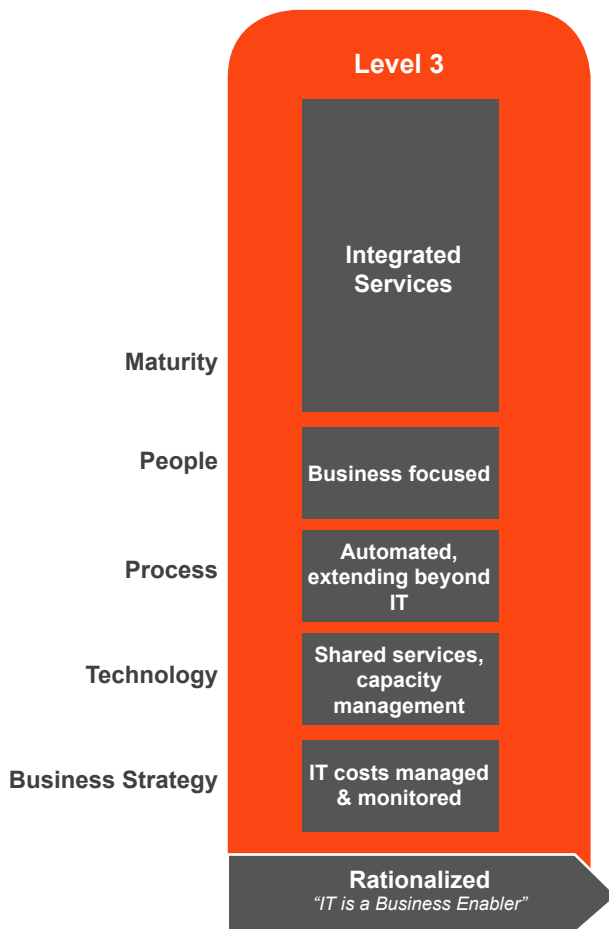 Level 3
Maturity
Integrated
Services
People
Business focused
Process
Automated,
extending beyond
IT
Technology
Shared services,
capacity
management
Business Strategy
IT costs managed
& monitored
Rationalized
“IT is a Business Enabler”